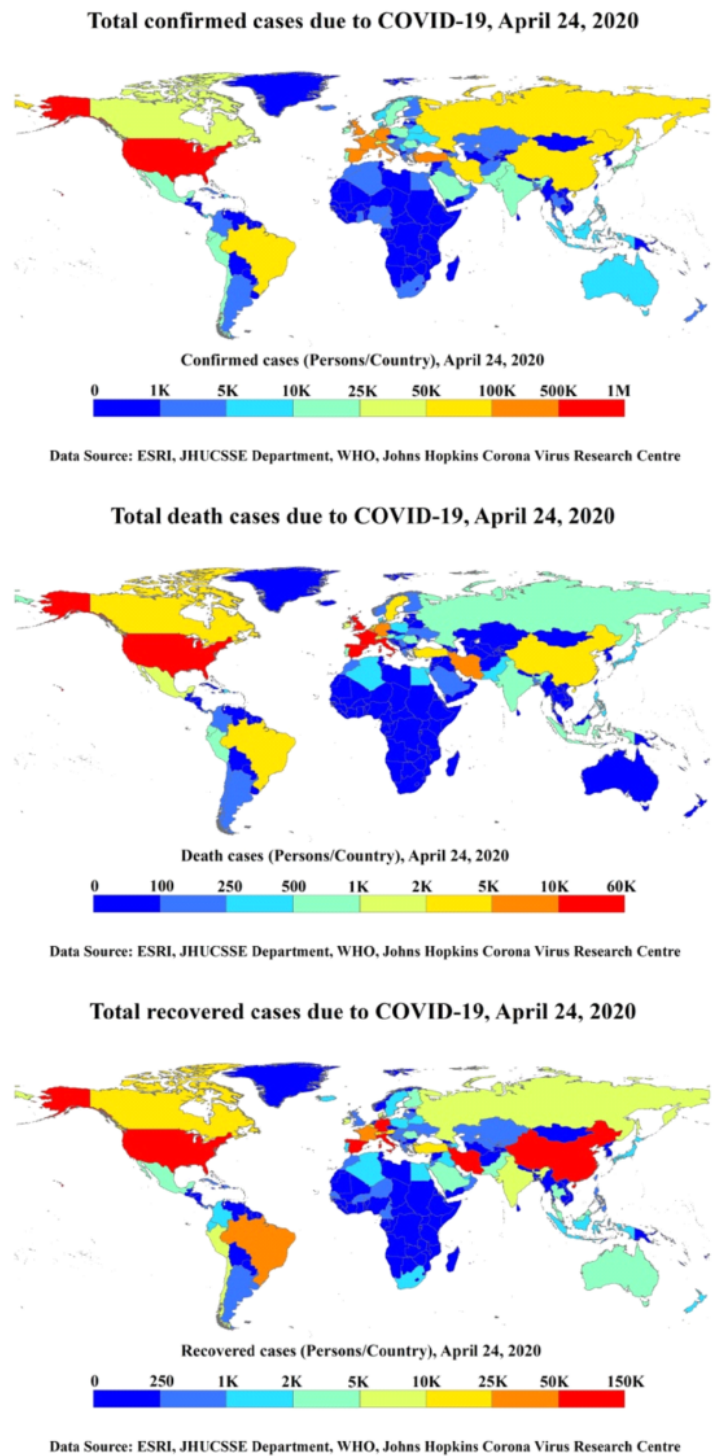 Total confirmed cases due to COVID-19, April 24, 2020
Confirmed cases (Persons/Country), April 24, 2020
0 1K 5K 10K 25K 50K 100K 500K 1M
Data Source: ESRI, JHUCSSE Department, WHO, Johns Hopkins Corona Virus Research Centre
Total death cases due to COVID-19, April 24, 2020
Death cases (Persons/Country), April 24, 2020
0 100 250 500 1K 2K 5K 10K 60K
Data Source: ESRI, JHUCSSE Department, WHO, Johns Hopkins Corona Virus Research Centre
Total recovered cases due to COVID-19, April 24, 2020
Recovered cases (Persons/Country), April 24, 2020
0 250 1K 2K 5K 10K 25K 50K 150K
Data Source: ESRI, JHUCSSE Department, WHO, Johns Hopkins Corona Virus Research Centre